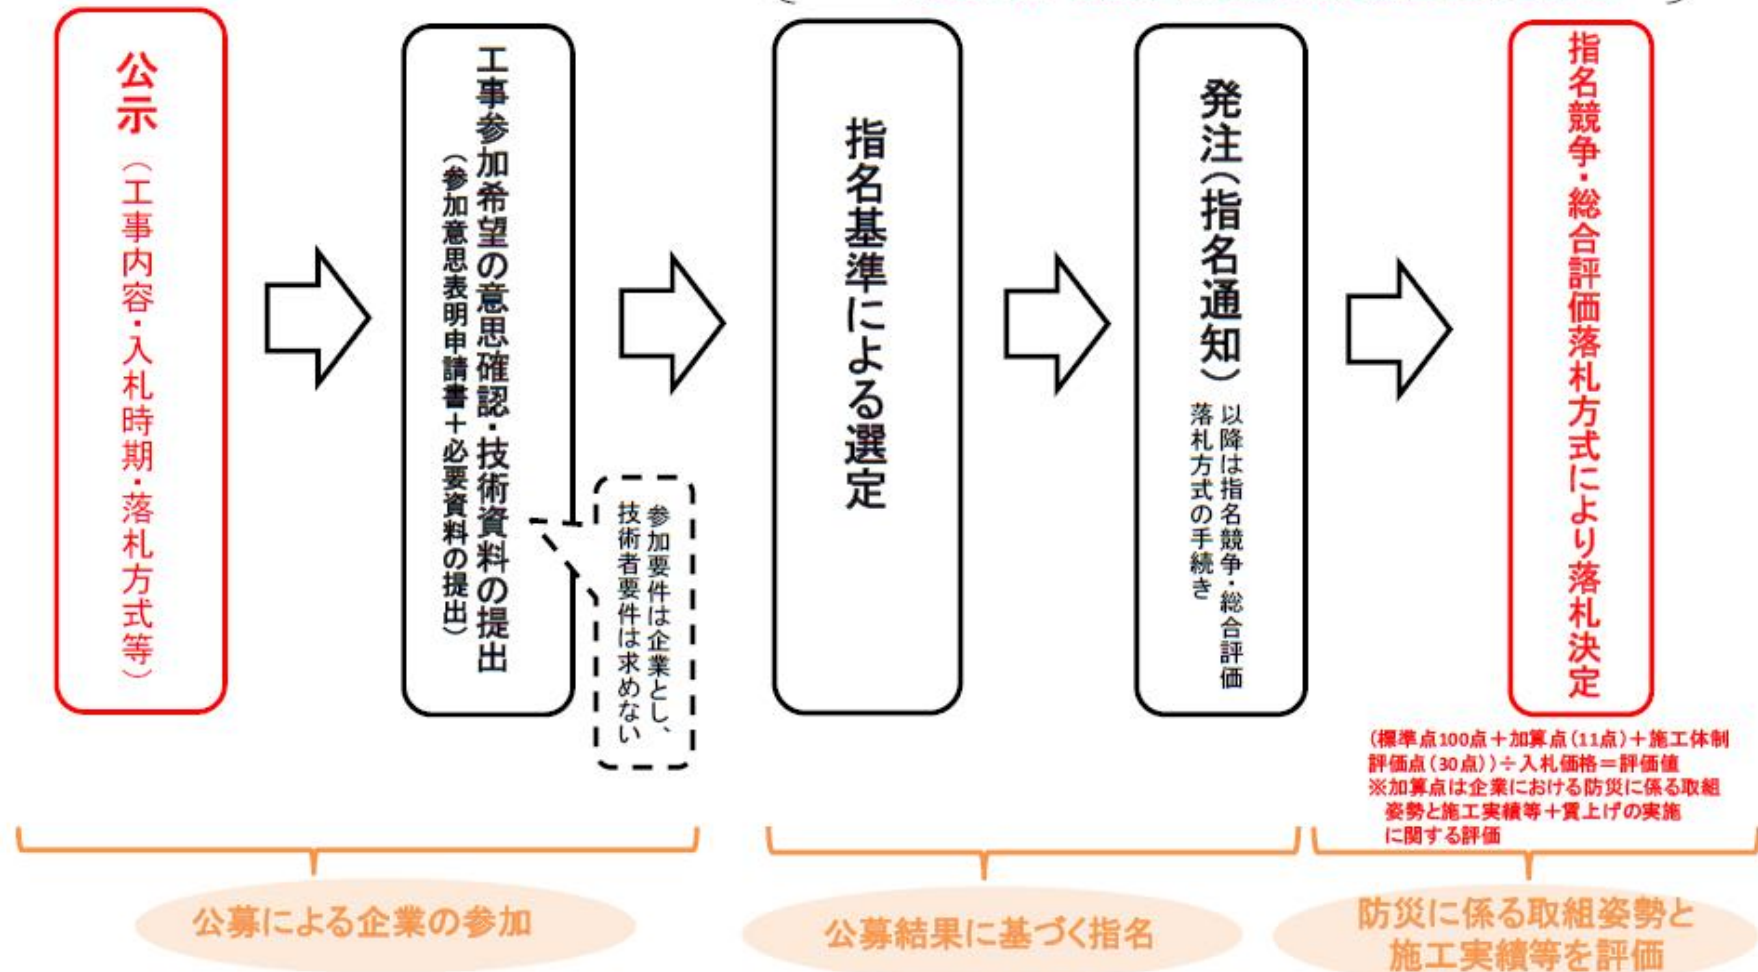 公示
（工事内容・入札時期・落札方式等）
工事参加希望の意思確認・技術資料の提出
（参加意思表明申請書＋必要資料の提出）
参加要件は企業とし、
技術者要件は求めない
指名基準による選定
発注（指名通知）
以降は指名競争・総合評価
落札方式の手続き
指名競争・総合評価落札方式により落札決定
（標準点100点＋加算点（11点）＋施工体制
評価点（30点））÷入札価格＝評価値
※加算点は企業における防災に係る取組
姿勢と施工実績等＋賃上げの実施
に関する評価
公募による企業の参加
公募結果に基づく指名
防災に係る取組姿勢と
施工実績等を評価